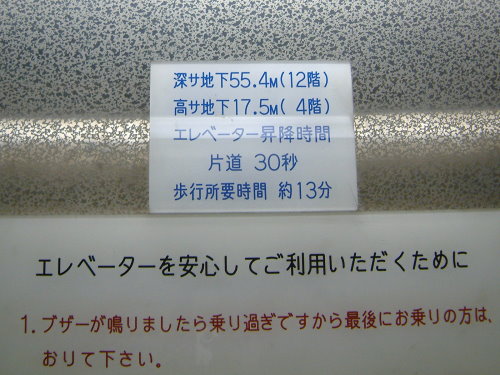 深サ地下55.4M(12階)
高サ地下17.5M( 4階)
エレベーター昇降時間
片道 30秒
歩行所要時間 約13分
エレベーターを安心してご利用いただくために
1. ブザーが鳴りましたら乗り過ぎですから最後にお乗りの方は、
おりて下さい。